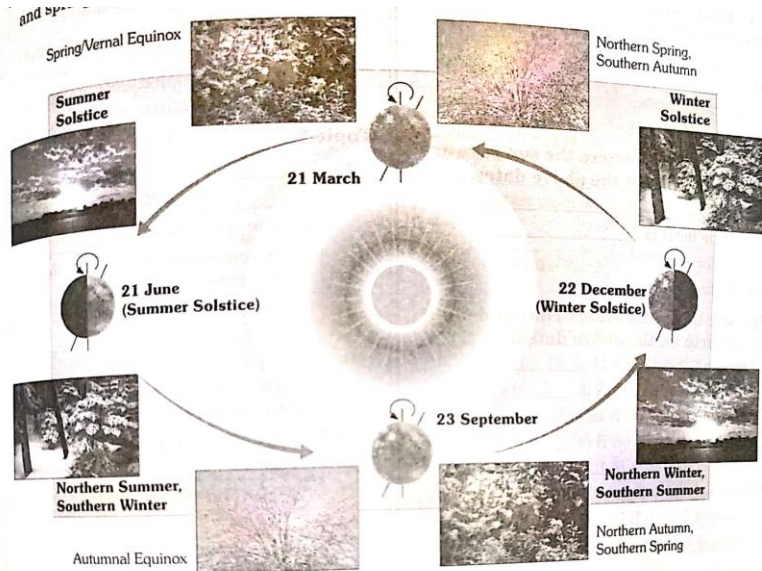 and
Spring/Vernal Equinox
Northern Spring,
Southern Autumn
Summer
Solstice
Winter
Solstice
21 March
21 June
(Summer Solstice)
22 December
(Winter Solstice)
23 September
Northern Summer,
Southern Winter
Northern Winter,
Southern Summer
Autumnal Equinox
Northern Autumn,
Southern Spring